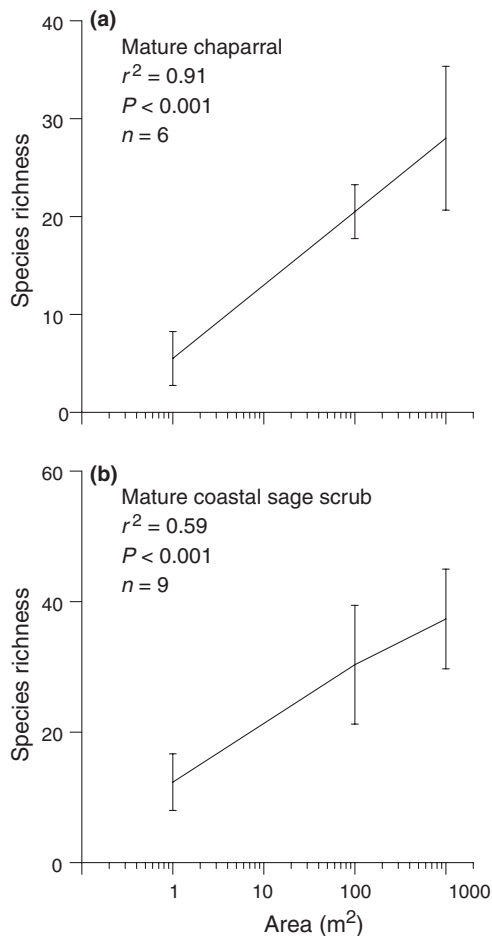 (a)
Mature chaparral
r² = 0.91
P < 0.001
n = 6
40
30
20
10
0
Species richness
(b)
Mature coastal sage scrub
r² = 0.59
P < 0.001
n = 9
60
40
20
0
Species richness
1 10 100 1000
Area (m²)